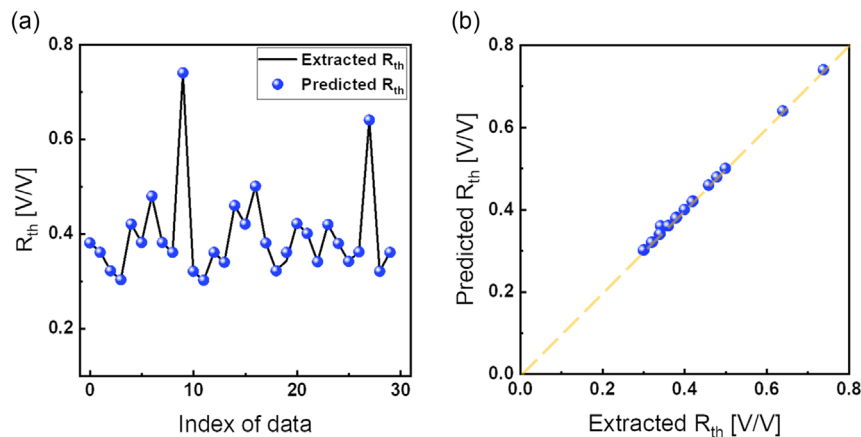 (a)
0.8
0.6
0.4
0.2
R_th [V/V]
Extracted R_th
Predicted R_th
0
10
20
30
Index of data
(b)
0.8
0.6
0.4
0.2
0.0
Predicted R_th [V/V]
0.0
0.2
0.4
0.6
0.8
Extracted R_th [V/V]